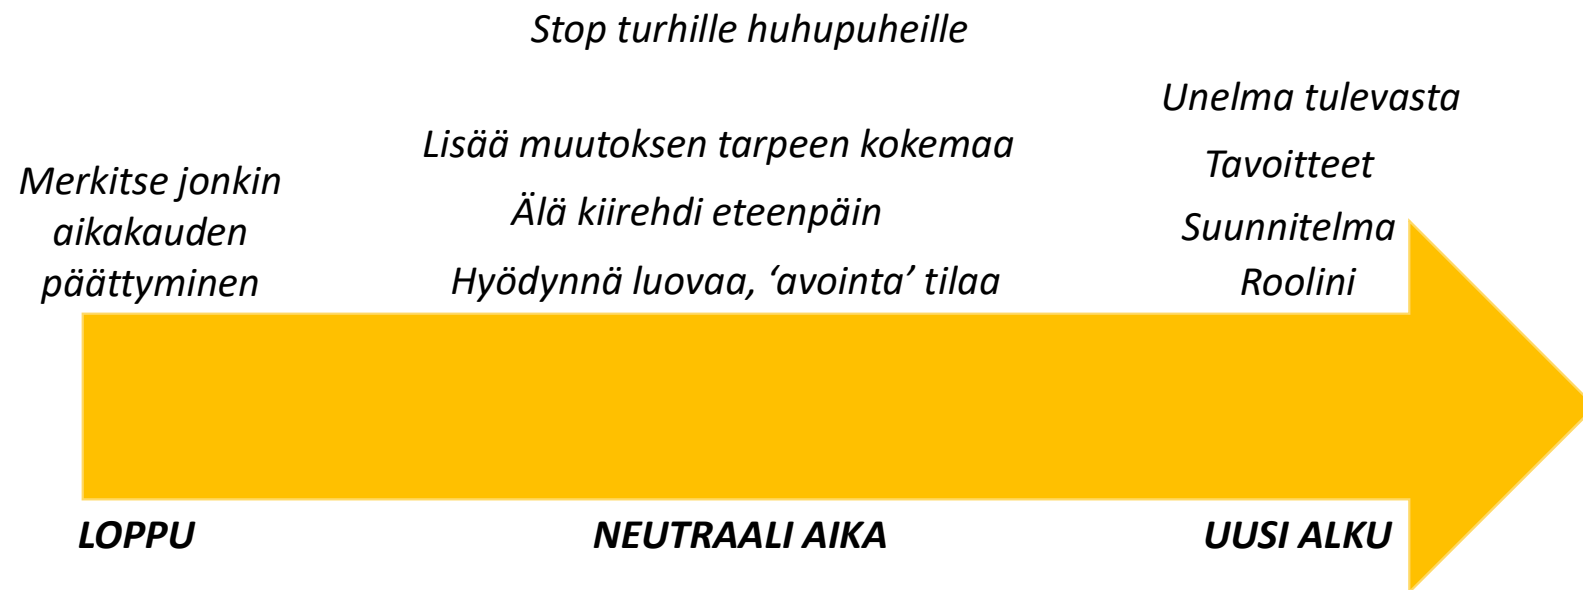 Stop turhille huhupuheille
Unelma tulevasta
Lisää muutoksen tarpeen kokemaa
Tavoitteet
Merkitse jonkin
aikakauden
päättyminen
Älä kiirehdi eteenpäin
Suunnitelma
Hyödynnä luovaa, ‘avointa’ tilaa
Roolini
LOPPU
NEUTRAALI AIKA
UUSI ALKU